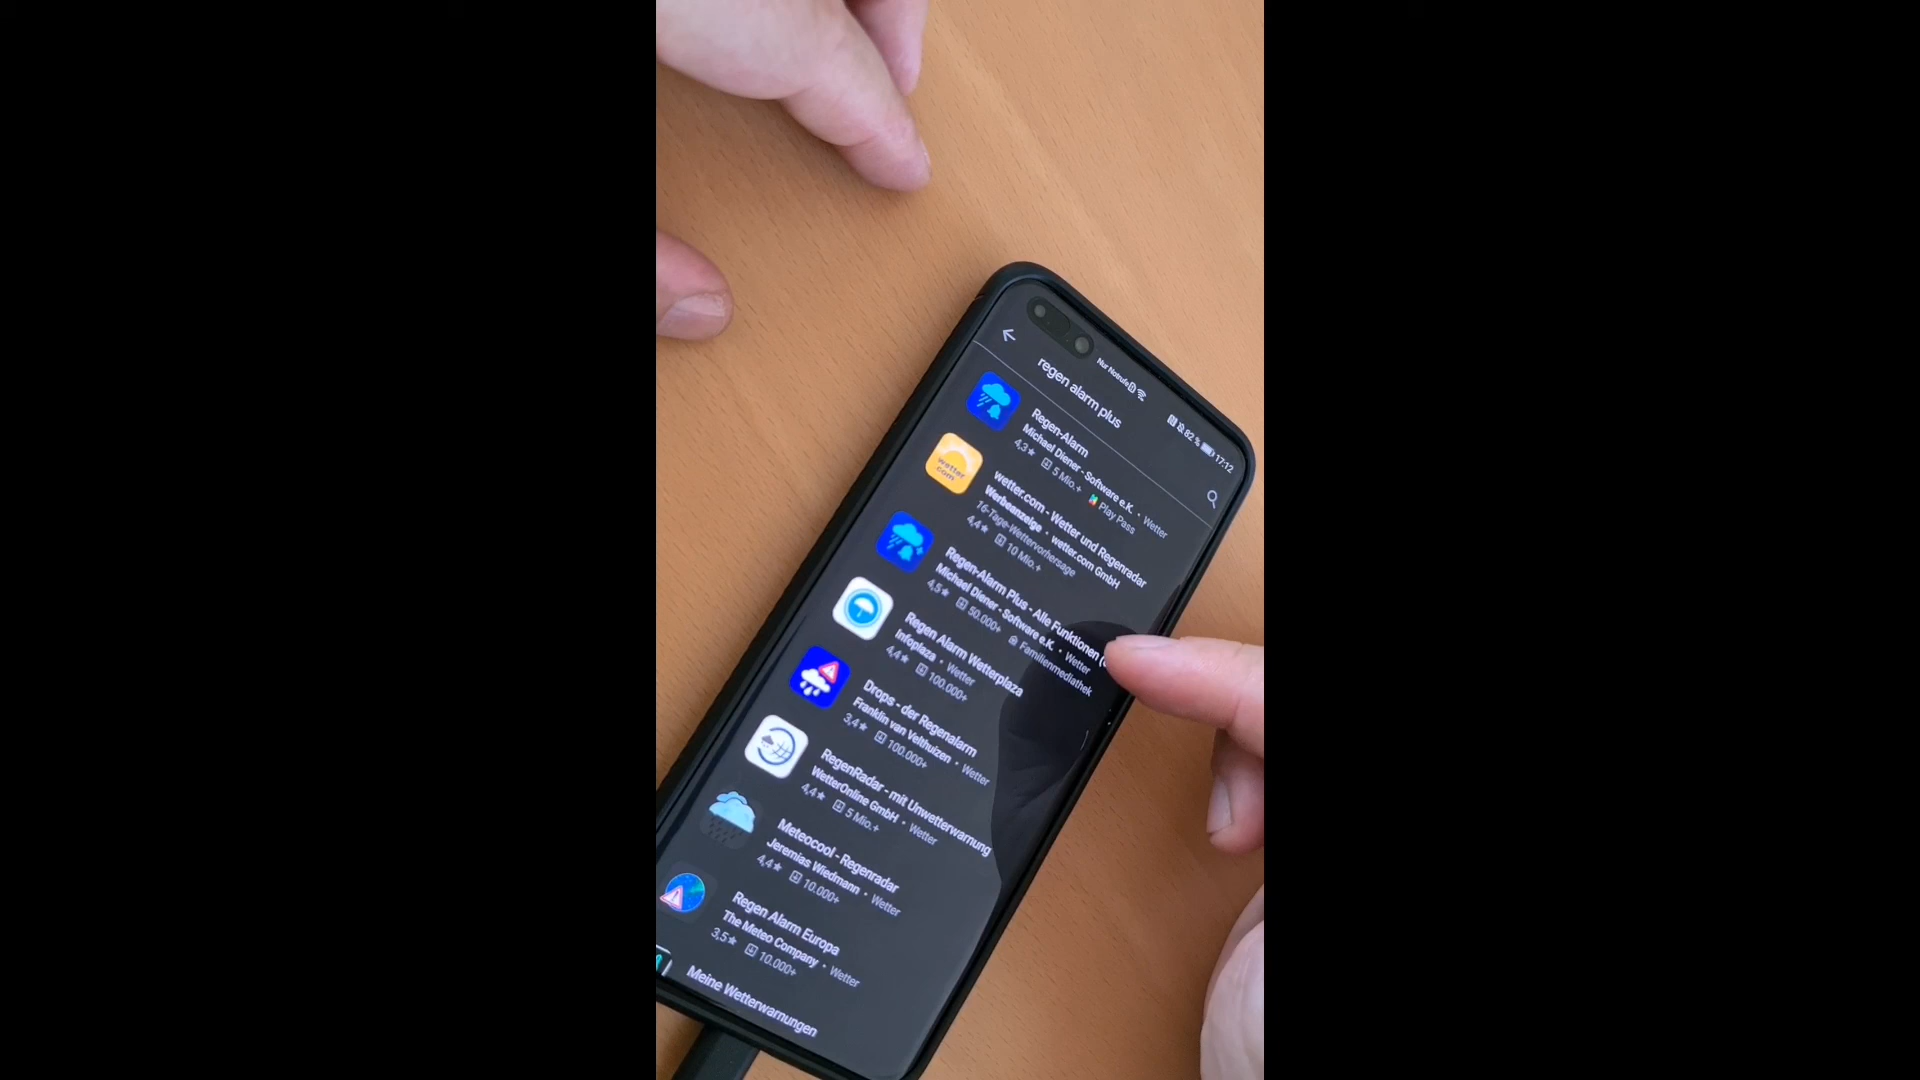 Nur Notrufe
82 % 17:12
regen alarm plus
Regen-Alarm
Michael Diener - Software e.K. • Wetter
4,3★ 5 Mio.+ Play Pass
wetter.com - Wetter und Regenradar
Werbeanzeige • wetter.com GmbH
16-Tage-Wettervorhersage
4,4★ 10 Mio.+
wetter
com
Regen-Alarm Plus - Alle Funktionen (
Michael Diener - Software e.K. • Wetter
4,5★ 50.000+ Familienmediathek
Regen Alarm Wetterplaza
Infoplaza • Wetter
4,4★ 100.000+
Drops - der Regenalarm
Franklin van Velthuizen • Wetter
3,4★ 100.000+
RegenRadar - mit Unwetterwarnung
WetterOnline GmbH • Wetter
4,4★ 5 Mio.+
Meteocool - Regenradar
Jeremias Wiedmann • Wetter
4,4★ 10.000+
Regen Alarm Europa
The Meteo Company • Wetter
3,5★ 10.000+
Meine Wetterwarnungen